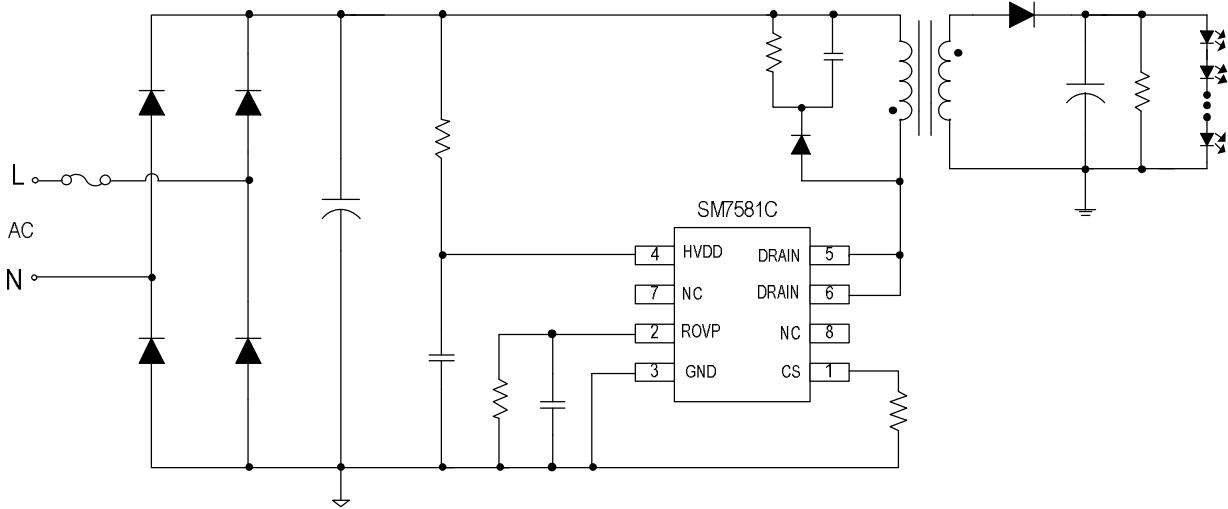 L
AC
N
SM7581C
4 HVDD DRAIN 5
7 NC DRAIN 6
2 ROVP NC 8
3 GND CS 1